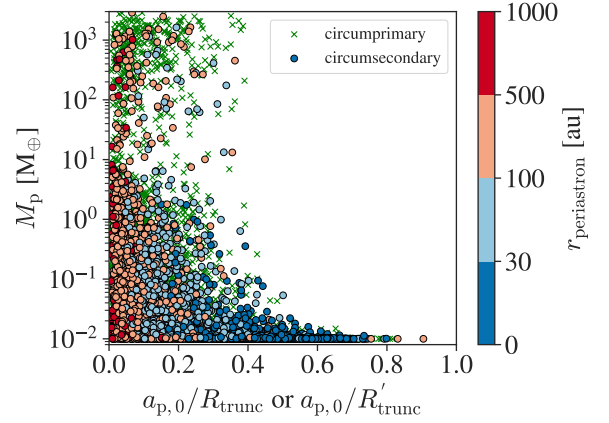 circumprimary
circumsecondary
10³
10²
10¹
10⁰
10⁻¹
10⁻²
M_p [M_⊕]
0.0 0.2 0.4 0.6 0.8 1.0
a_p,0/R_trunc or a_p,0/R'_trunc
1000
500
100
30
0
r_periastron [au]